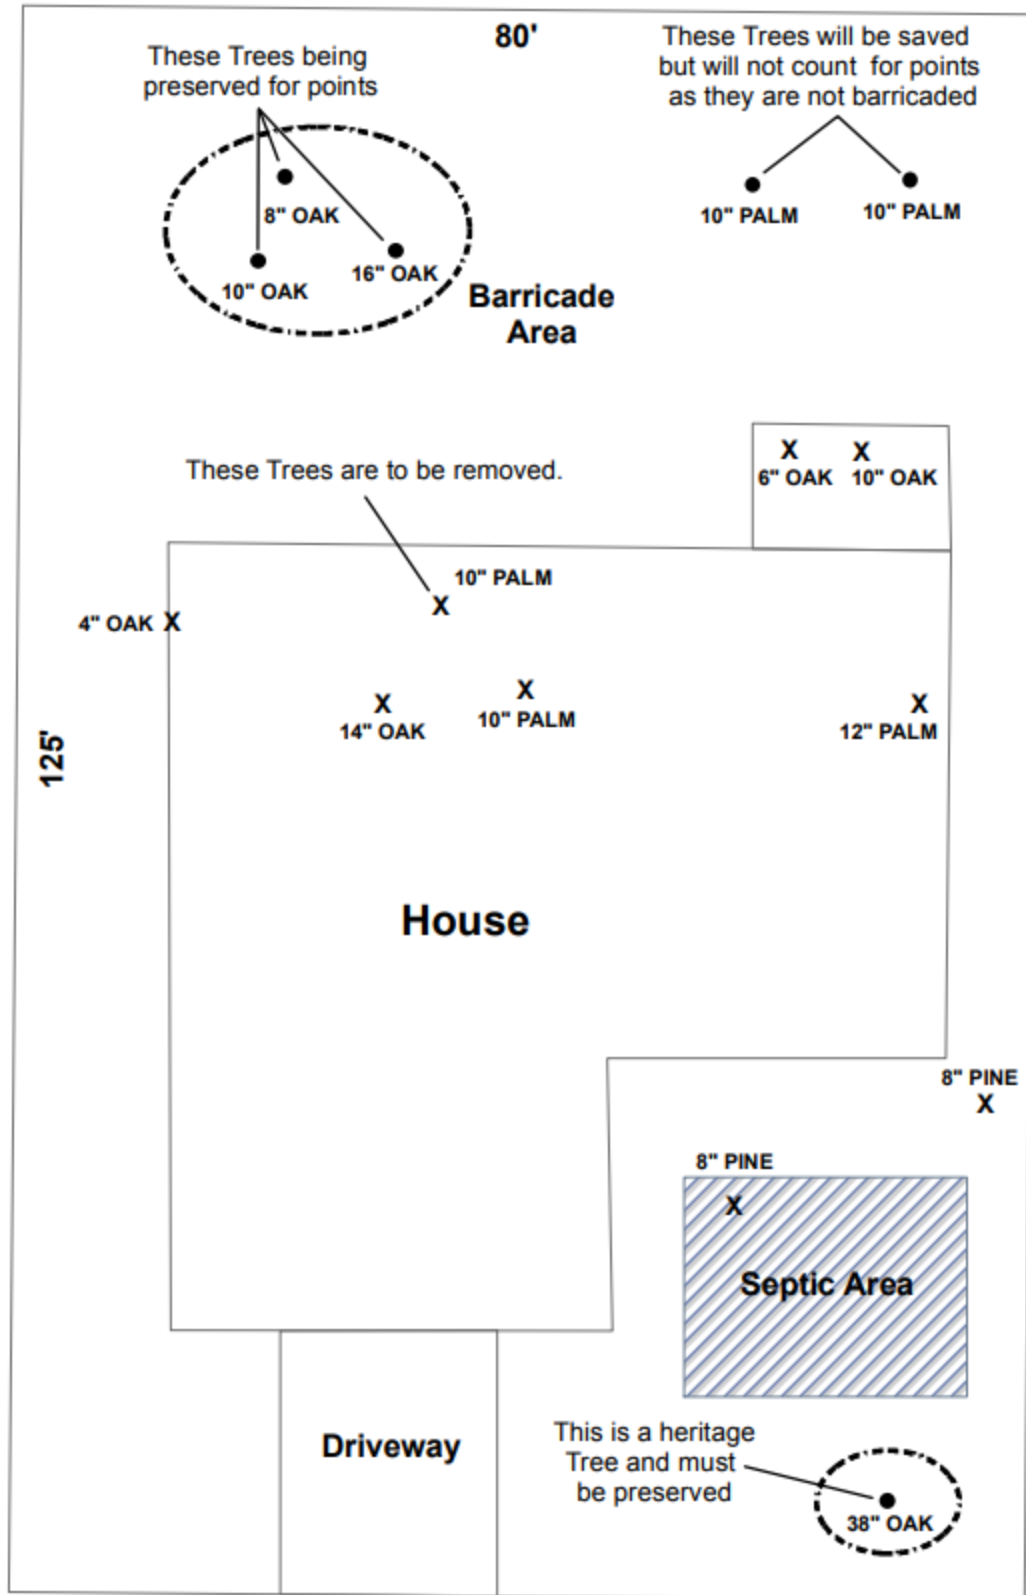 80'
These Trees being
preserved for points
These Trees will be saved
but will not count for points
as they are not barricaded
8" OAK
10" OAK
16" OAK
10" PALM
10" PALM
Barricade
Area
These Trees are to be removed.
X
X
6" OAK
10" OAK
10" PALM
X
4" OAK X
X
14" OAK
X
10" PALM
X
12" PALM
125'
House
8" PINE
X
8" PINE
X
Septic Area
Driveway
This is a heritage
Tree and must
be preserved
38" OAK